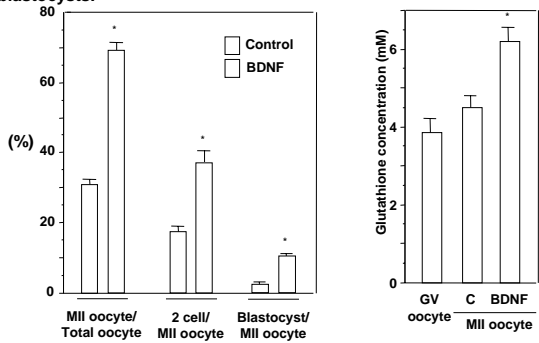 blastocysts.
80
60
40
20
0
(%)
Control
BDNF
*
*
*
MII oocyte/
Total oocyte
2 cell/
MII oocyte
Blastocyst/
MII oocyte
Glutathione concentration (mM)
6
4
2
0
*
GV
oocyte
C
BDNF
MII oocyte